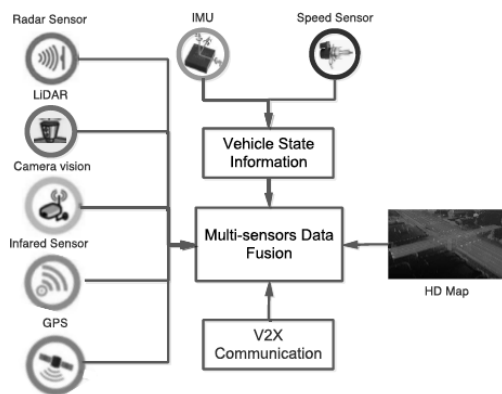 Radar Sensor
IMU
Speed Sensor
LiDAR
Vehicle State
Information
Camera vision
Multi-sensors Data
Fusion
Infared Sensor
HD Map
GPS
V2X
Communication